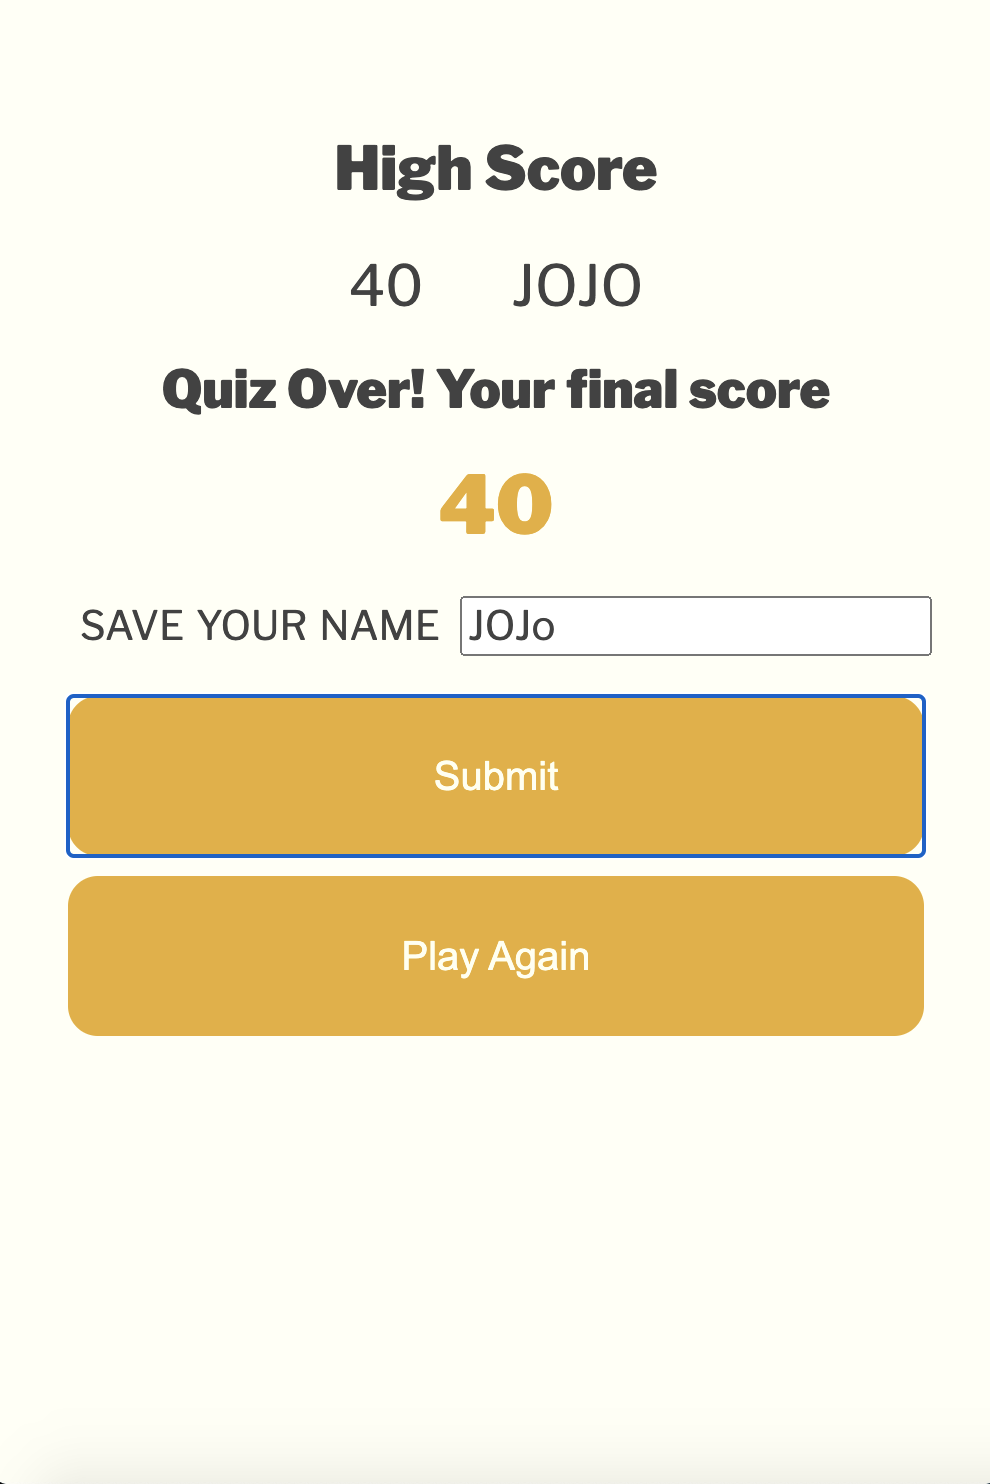 High Score
40 JOJO
Quiz Over! Your final score
40
SAVE YOUR NAME JOJo
Submit
Play Again